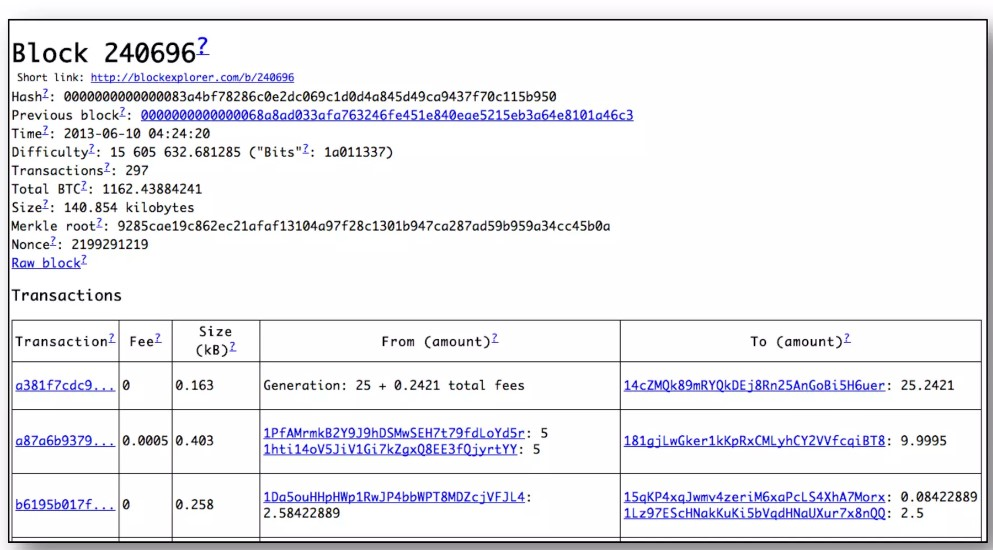 Block 240696?
Short link: http://blockexplorer.com/b/240696
Hash?: 0000000000000083a4bf78286c0e2dc069c1d0d4a845d49ca9437f70c115b950
Previous block?: 0000000000000068a8ad033afa763246fe451e840eae5215eb3a64e8101a46c3
Time?: 2013-06-10 04:24:20
Difficulty?: 15 605 632.681285 ("Bits"?: 1a011337)
Transactions?: 297
Total BTC?: 1162.43884241
Size?: 140.854 kilobytes
Merkle root?: 9285cae19c862ec21afaf13104a97f28c1301b947ca287ad59b959a34cc45b0a
Nonce?: 2199291219
Raw block?
Transactions
Transaction? Fee? Size (kB)? From (amount)? To (amount)?
a381f7cdc9... 0 0.163 Generation: 25 + 0.2421 total fees 14cZMQk89mRYQkDEj8Rn25AnGoBi5H6uer: 25.2421
a87a6b9379... 0.0005 0.403 1PfAMrmkB2Y9J9hDSMwSEH7t79fdLoYd5r: 5 181gjLwGker1kKpRxCMLyhCY2VVfcqiBT8: 9.9995
1hti14oV5JiV1Gi7kZgxQ8EE3fQjyrtYY: 5
b6195b017f... 0 0.258 1Da5ouHHpHWp1RwJP4bbWPT8MDZcjVFJL4: 15qKP4xqJwmv4zeriM6xaPcLS4XhA7Morx: 0.08422889
2.58422889 1Lz97EScHNakKuKi5bVqdHNaUXur7x8nQQ: 2.5